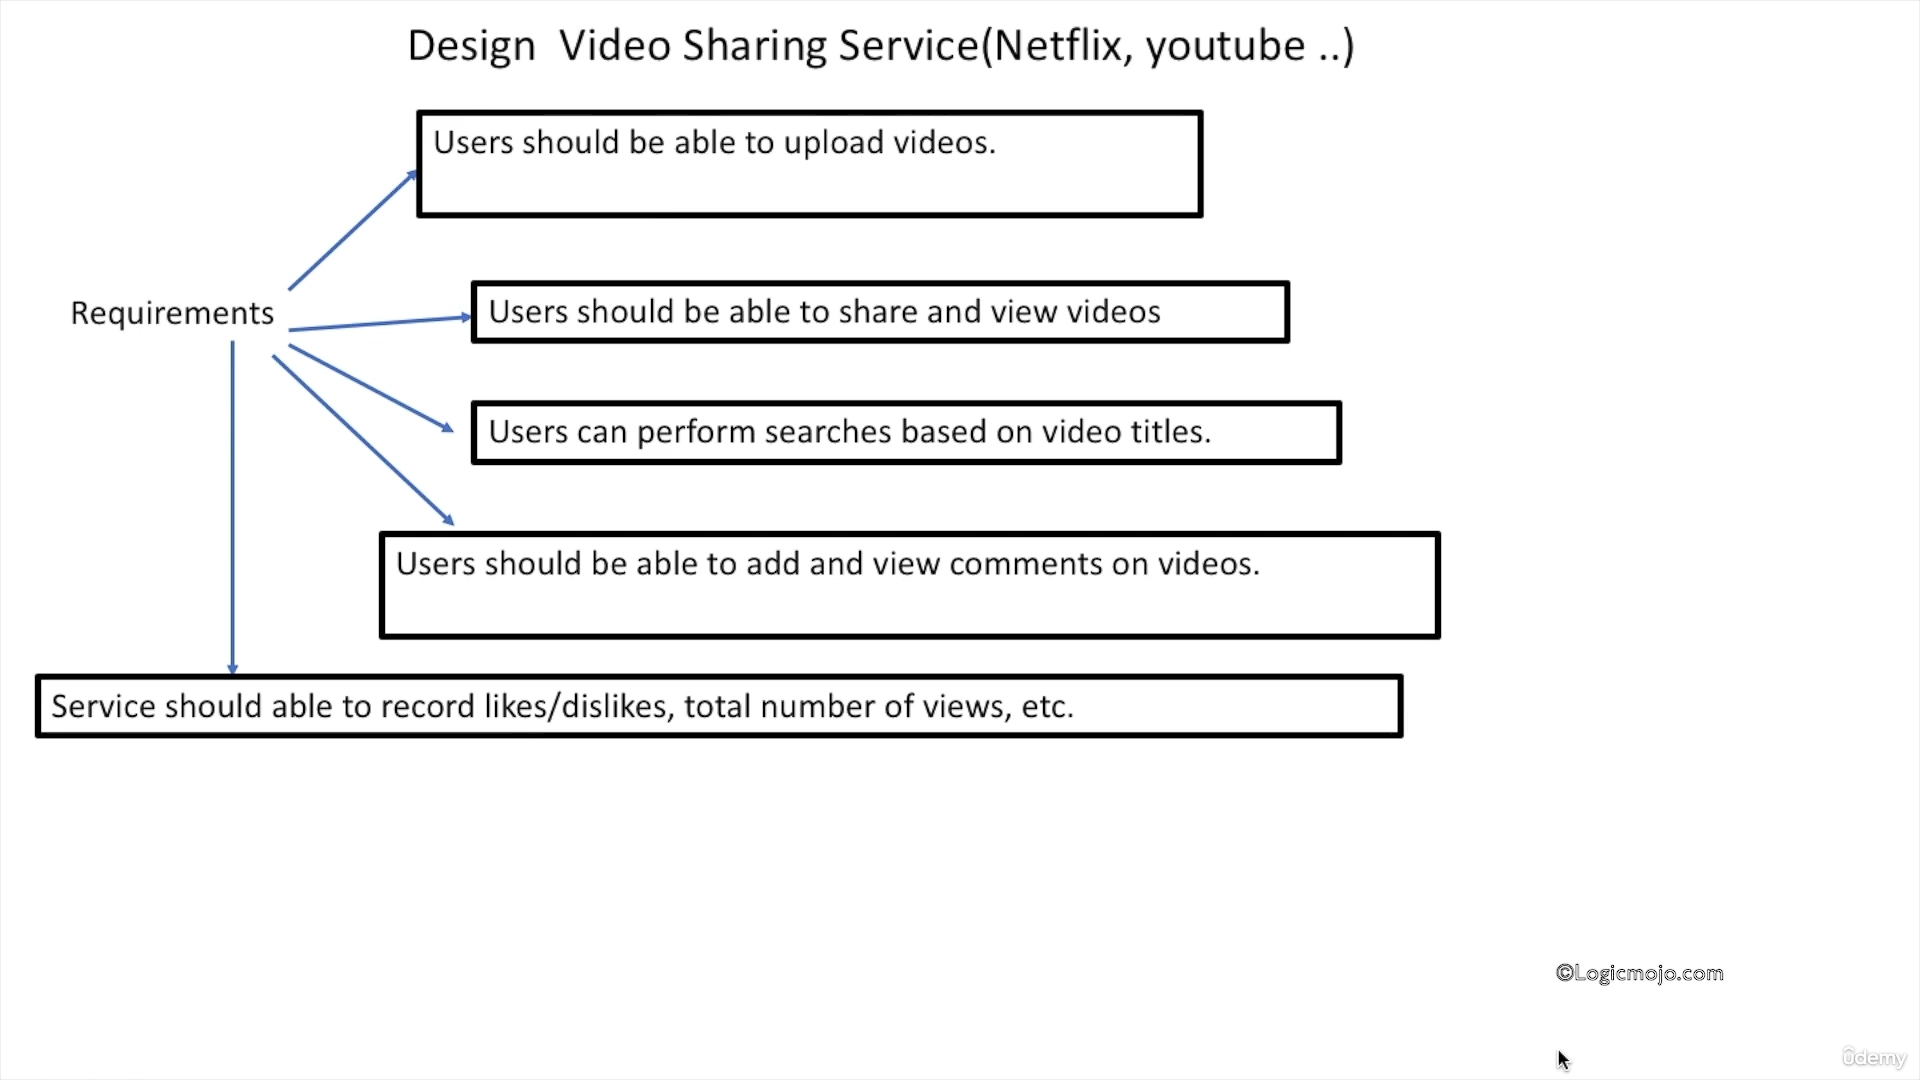 Design Video Sharing Service(Netflix, youtube ..)
Users should be able to upload videos.
Requirements
Users should be able to share and view videos
Users can perform searches based on video titles.
Users should be able to add and view comments on videos.
Service should able to record likes/dislikes, total number of views, etc.
©Logicmojo.com
ûdemy